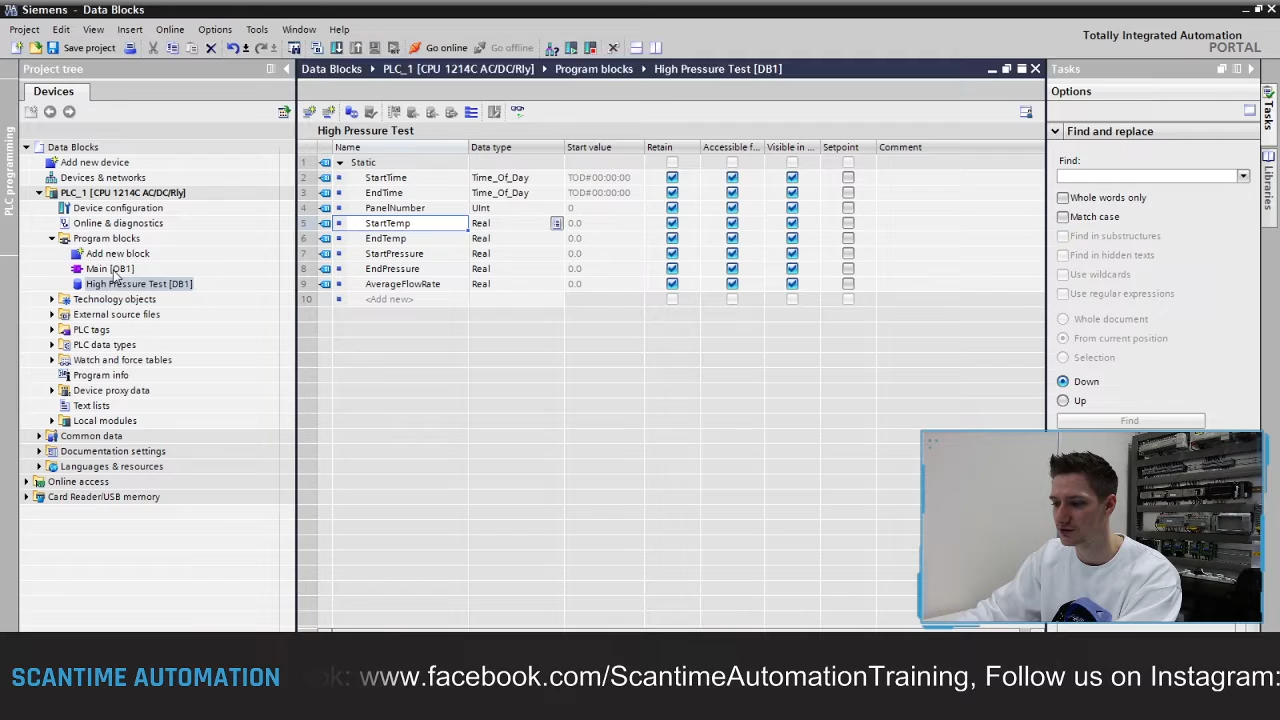 Siemens - Data Blocks
Project Edit View Insert Online Options Tools Window Help
Totally Integrated Automation
PORTAL
Save project
Go online
Go offline
Project tree
Data Blocks PLC_1 [CPU 1214C AC/DC/Rly] Program blocks High Pressure Test [DB1]
Tasks
Devices
Options
High Pressure Test
Find and replace
Find:
Whole words only
Match case
Find in substructures
Find in hidden texts
Use wildcards
Use regular expressions
Whole document
From current position
Selection
Down
Up
Find
Tasks
Libraries
PLC programming
Data Blocks
Add new device
Devices & networks
PLC_1 [CPU 1214C AC/DC/Rly]
Device configuration
Online & diagnostics
Program blocks
Add new block
Main [OB1]
High Pressure Test [DB1]
Technology objects
External source files
PLC tags
PLC data types
Watch and force tables
Program info
Device proxy data
Text lists
Local modules
Common data
Documentation settings
Languages & resources
Online access
Card Reader/USB memory
Name Data type Start value Retain Accessible f... Visible in ... Setpoint Comment
1 Static
2 StartTime Time_Of_Day TOD#00:00:00
3 EndTime Time_Of_Day TOD#00:00:00
4 PanelNumber UInt 0
5 StartTemp Real 0.0
6 EndTemp Real 0.0
7 StartPressure Real 0.0
8 EndPressure Real 0.0
9 AverageFlowRate Real 0.0
10 <Add new>
SCANTIME AUTOMATION
ok: www.facebook.com/ScantimeAutomationTraining, Follow us on Instagram: